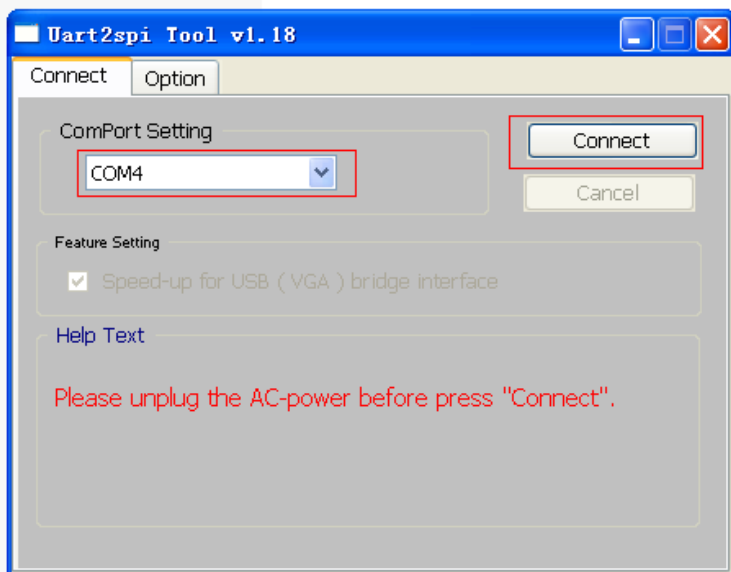 Uart2spi Tool v1.18
Connect
Option
ComPort Setting
COM4
Connect
Cancel
Feature Setting
Speed-up for USB ( VGA ) bridge interface
Help Text
Please unplug the AC-power before press "Connect".